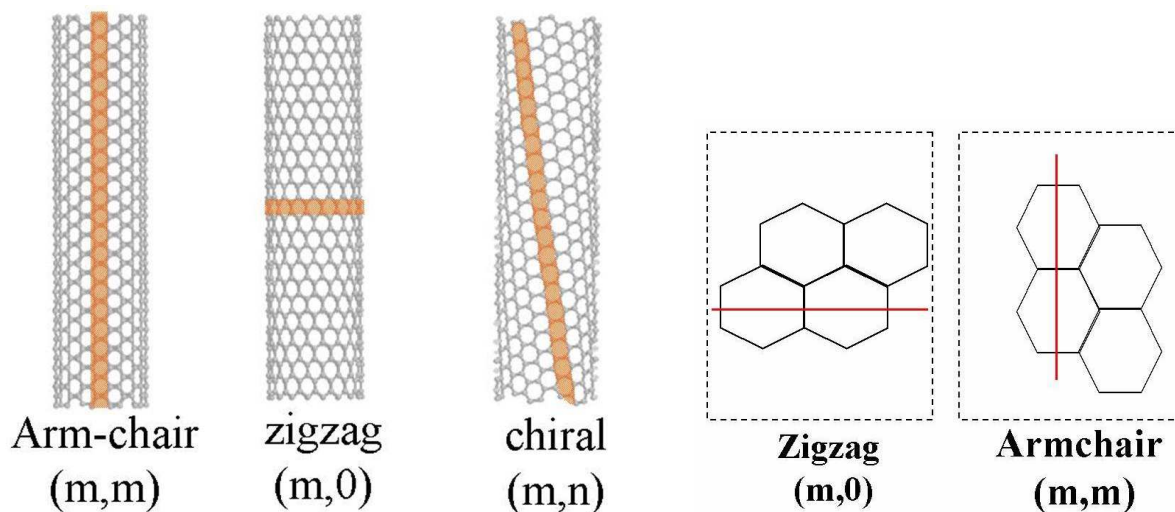 Arm-chair
(m,m)
zigzag
(m,0)
chiral
(m,n)
Zigzag
(m,0)
Armchair
(m,m)